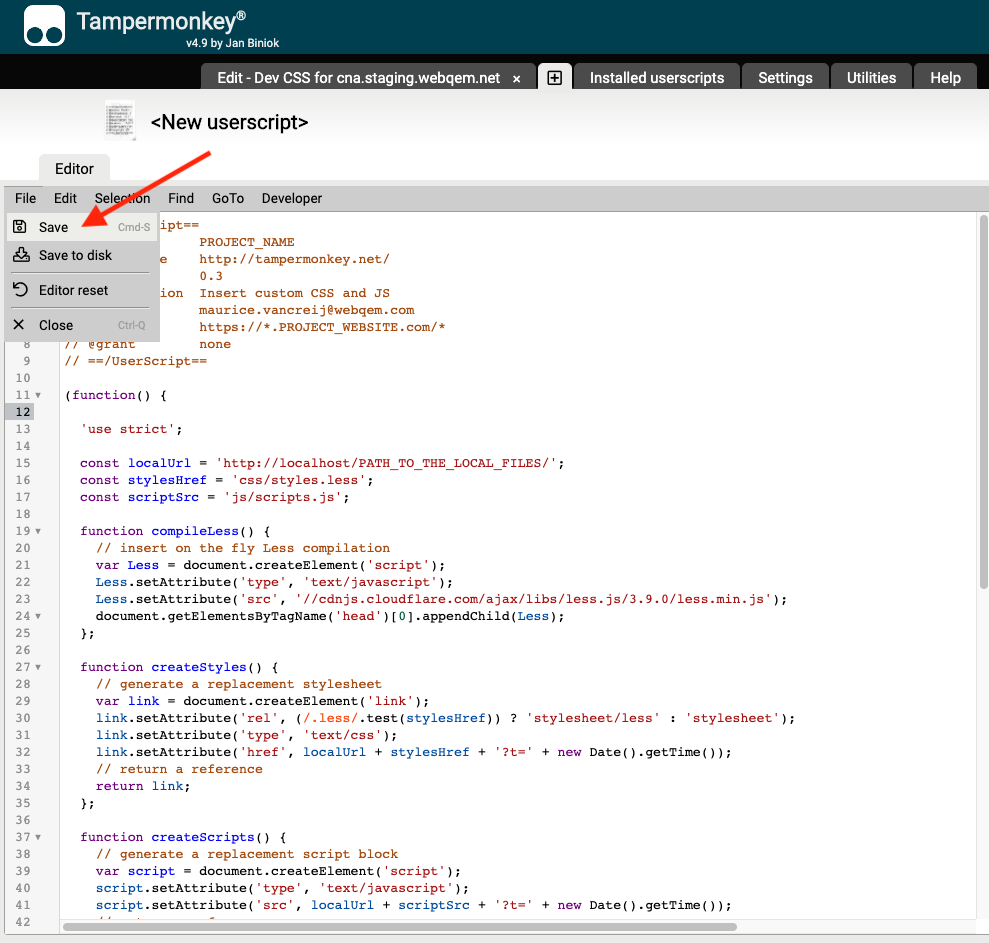 Tampermonkey®
v4.9 by Jan Biniok
Edit - Dev CSS for cna.staging.webqem.net ×
Installed userscripts
Settings
Utilities
Help
<New userscript>
Editor
File Edit Selection Find GoTo Developer
Save Cmd-S
Save to disk
Editor reset
Close Ctrl-Q
ipt==
PROJECT_NAME
e http://tampermonkey.net/
0.3
ion Insert custom CSS and JS
maurice.vancreij@webqem.com
https://*.PROJECT_WEBSITE.com/*
8 // @grant none
9 // ==/UserScript==
10
11 (function() {
12
13 'use strict';
14
15 const localUrl = 'http://localhost/PATH_TO_THE_LOCAL_FILES/';
16 const stylesHref = 'css/styles.less';
17 const scriptSrc = 'js/scripts.js';
18
19 function compileLess() {
20 // insert on the fly Less compilation
21 var Less = document.createElement('script');
22 Less.setAttribute('type', 'text/javascript');
23 Less.setAttribute('src', '//cdnjs.cloudflare.com/ajax/libs/less.js/3.9.0/less.min.js');
24 document.getElementsByTagName('head')[0].appendChild(Less);
25 };
26
27 function createStyles() {
28 // generate a replacement stylesheet
29 var link = document.createElement('link');
30 link.setAttribute('rel', (/.less/.test(stylesHref)) ? 'stylesheet/less' : 'stylesheet');
31 link.setAttribute('type', 'text/css');
32 link.setAttribute('href', localUrl + stylesHref + '?t=' + new Date().getTime());
33 // return a reference
34 return link;
35 };
36
37 function createScripts() {
38 // generate a replacement script block
39 var script = document.createElement('script');
40 script.setAttribute('type', 'text/javascript');
41 script.setAttribute('src', localUrl + scriptSrc + '?t=' + new Date().getTime());
42